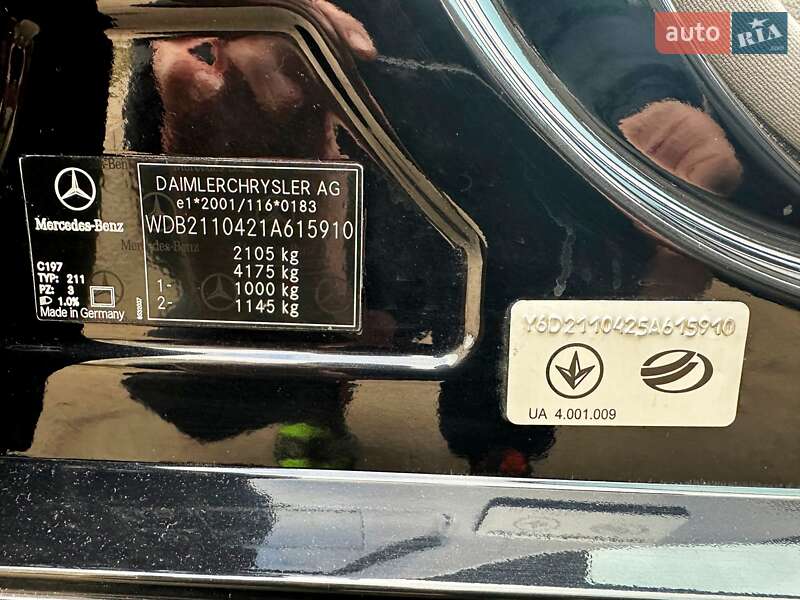 auto RIA
.com
DAIMLERCHRYSLER AG
e1*2001/116*0183
Mercedes-Benz
WDB2110421A615910
2105 kg
4175 kg
1- 1000 kg
2- 1145 kg
C197
TYP: 211
PZ: 3
1.0%
Made in Germany
Y6D2110425A615910
UA 4.001.009